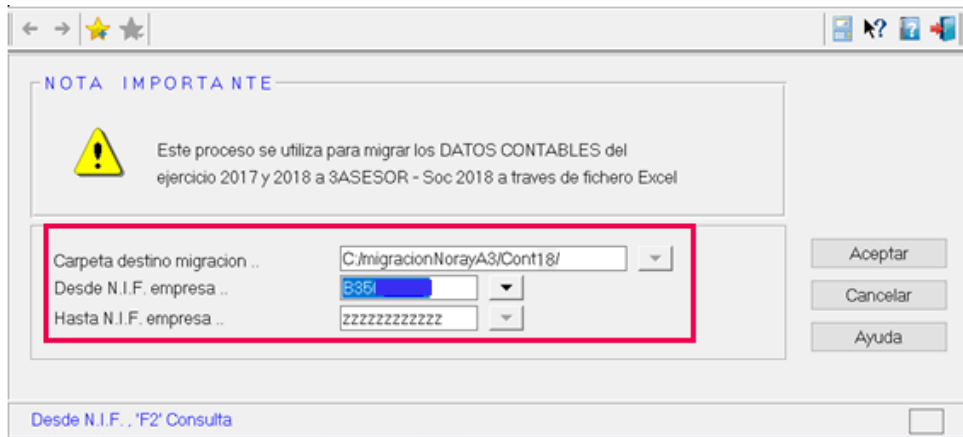 NOTA IMPORTANTE
Este proceso se utiliza para migrar los DATOS CONTABLES del
ejercicio 2017 y 2018 a 3ASESOR - Soc 2018 a traves de fichero Excel
Carpeta destino migracion .. C:/migracionNorayA3/Cont18/
Desde N.I.F. empresa ..
Hasta N.I.F. empresa .. zzzzzzzzzzzz
Aceptar
Cancelar
Ayuda
Desde N.I.F. , 'F2' Consulta